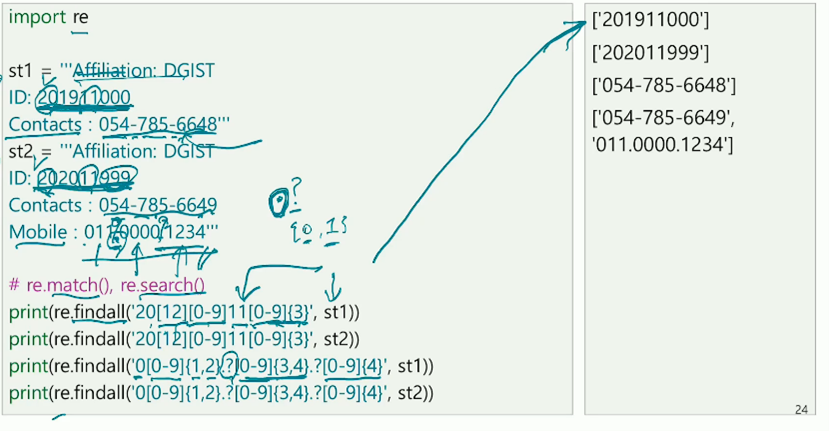 import re
st1 = '''Affiliation: DGIST
ID: 201911000
Contacts : 054-785-6648'''
st2 = '''Affiliation: DGIST
ID: 202011999
Contacts : 054-785-6649
Mobile : 011.0000.1234'''
?
{0,1}
# re.match(), re.search()
print(re.findall('20[12][0-9]11[0-9]{3}', st1))
print(re.findall('20[12][0-9]11[0-9]{3}', st2))
print(re.findall('0[0-9]{1,2}.?[0-9]{3,4}.?[0-9]{4}', st1))
print(re.findall('0[0-9]{1,2}.?[0-9]{3,4}.?[0-9]{4}', st2))
['201911000']
['202011999']
['054-785-6648']
['054-785-6649',
'011.0000.1234']
24